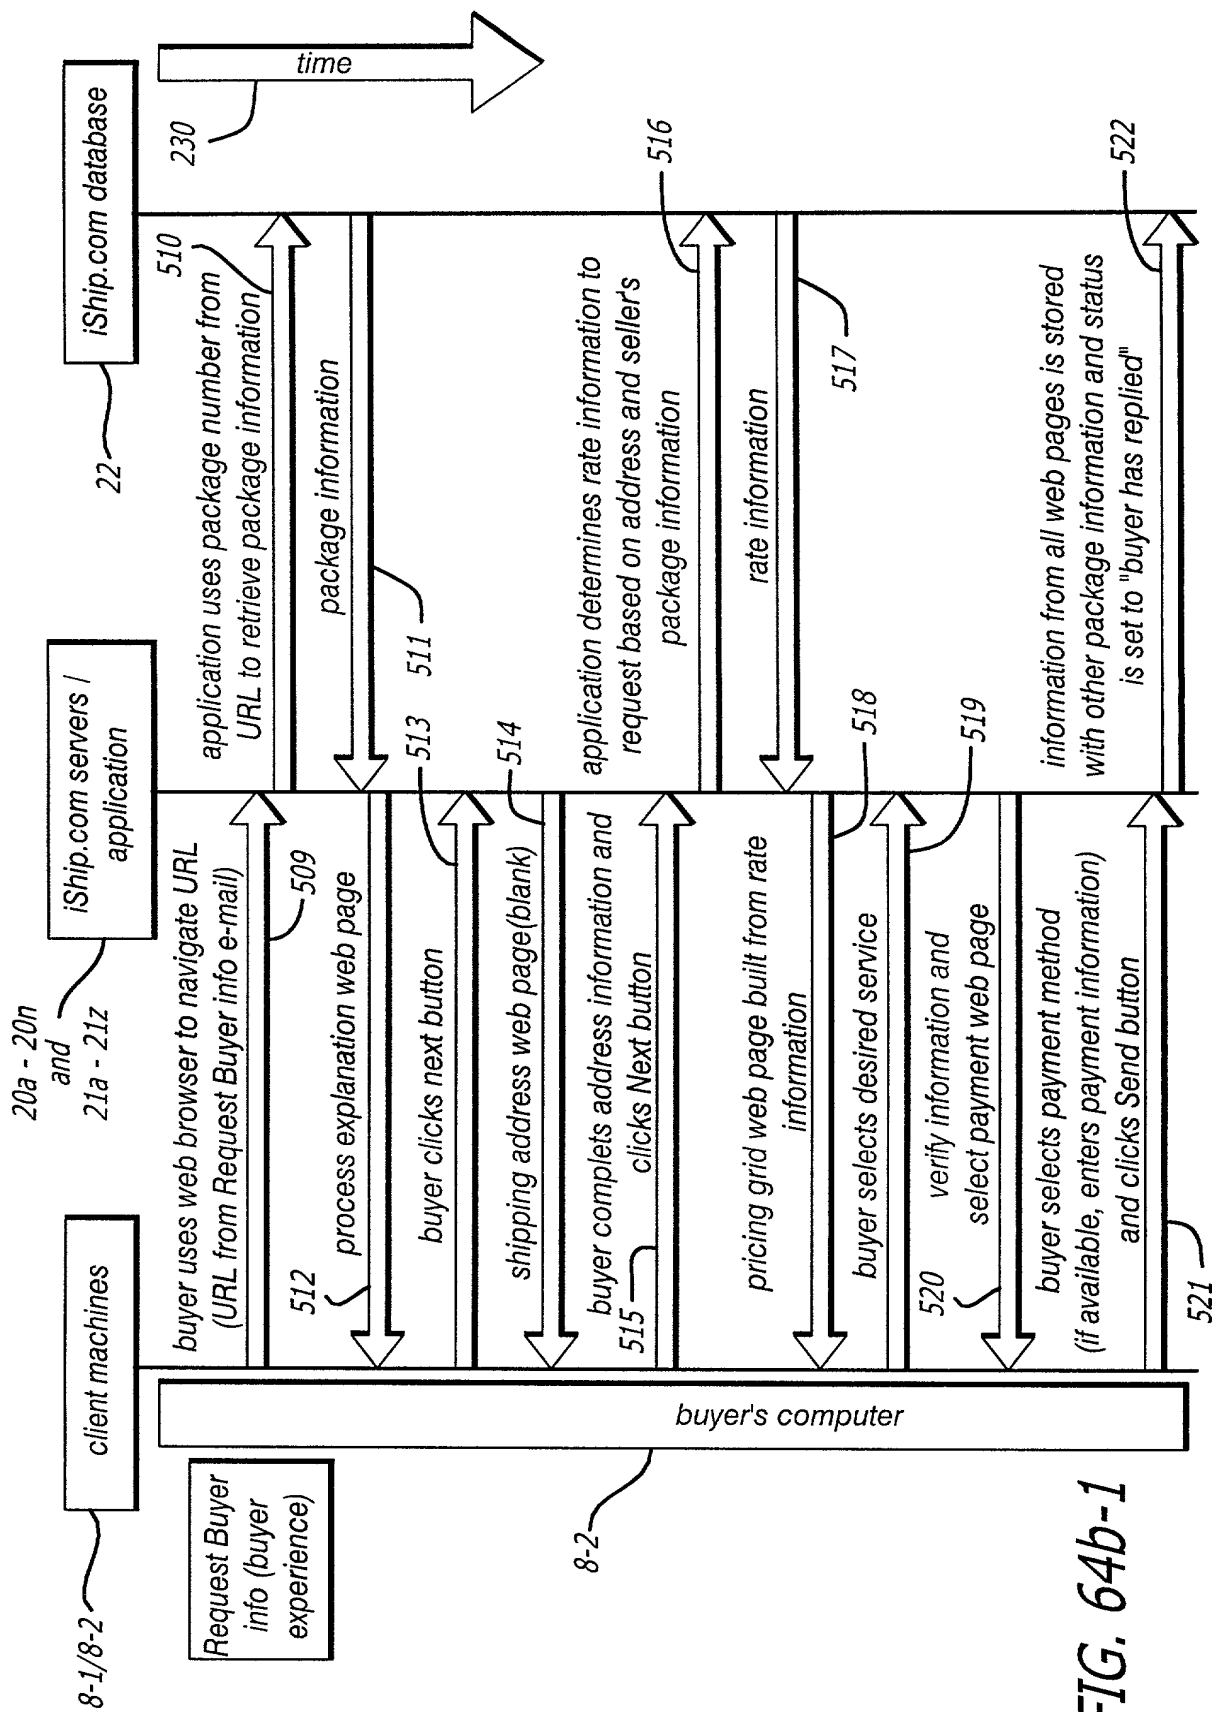 8-1/8-2
client machines
20a - 20n
and
21a - 21z
iShip.com servers /
application
22
iShip.com database
Request Buyer
info (buyer
experience)
8-2
buyer's computer
230
time
buyer uses web browser to navigate URL
(URL from Request Buyer info e-mail)
509
application uses package number from
URL to retrieve package information
510
package information
511
512
process explanation web page
buyer clicks next button
513
shipping address web page(blank)
514
buyer complets address information and
clicks Next button
515
application determines rate information to
request based on address and seller's
package information
516
rate information
517
pricing grid web page built from rate
information
518
buyer selects desired service
519
520
verify information and
select payment web page
buyer selects payment method
(if available, enters payment information)
and clicks Send button
521
information from all web pages is stored
with other package information and status
is set to "buyer has replied"
522
FIG. 64b-1